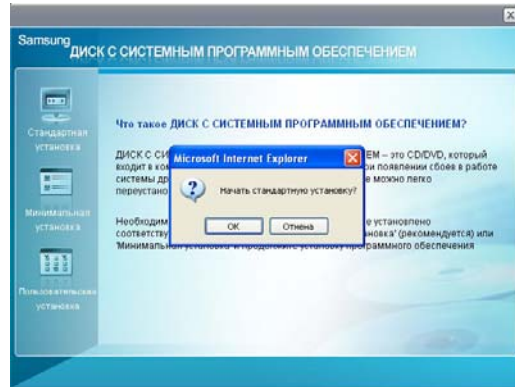 Samsung
ДИСК С СИСТЕМНЫМ ПРОГРАММНЫМ ОБЕСПЕЧЕНИЕМ
Стандартная
установка
Минимальная
установка
Пользовательская
установка
Что такое ДИСК С СИСТЕМНЫМ ПРОГРАММНЫМ ОБЕСПЕЧЕНИЕМ?
ДИСК С СИ ЕМ – это CD/DVD, который
входит в ком ри появлении сбоев в работе
системы др е можно легко
переустано
Необходим е установлено
соответству ановка' (рекомендуется) или
'Минимальная установка' и продолжите установку программного обеспечения
Microsoft Internet Explorer
Начать стандартную установку?
OK
Отмена